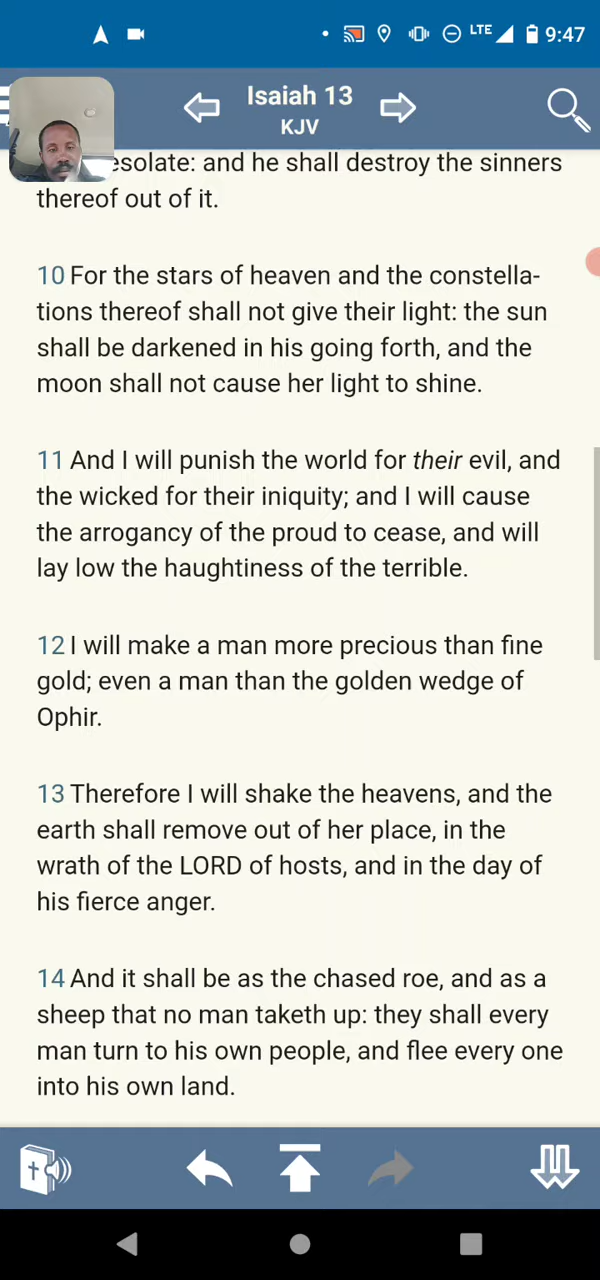 LTE 9:47
Isaiah 13
KJV
esolate: and he shall destroy the sinners
thereof out of it.
10 For the stars of heaven and the constella-
tions thereof shall not give their light: the sun
shall be darkened in his going forth, and the
moon shall not cause her light to shine.
11 And I will punish the world for their evil, and
the wicked for their iniquity; and I will cause
the arrogancy of the proud to cease, and will
lay low the haughtiness of the terrible.
12 I will make a man more precious than fine
gold; even a man than the golden wedge of
Ophir.
13 Therefore I will shake the heavens, and the
earth shall remove out of her place, in the
wrath of the LORD of hosts, and in the day of
his fierce anger.
14 And it shall be as the chased roe, and as a
sheep that no man taketh up: they shall every
man turn to his own people, and flee every one
into his own land.